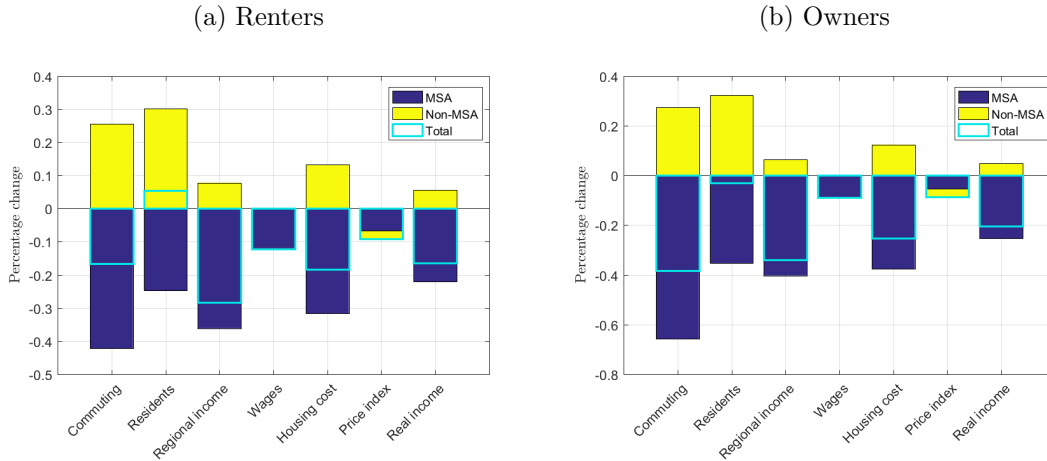 (a) Renters
0.4
0.3
0.2
0.1
0
-0.1
-0.2
-0.3
-0.4
-0.5
Percentage change
MSA
Non-MSA
Total
Commuting
Residents
Regional income
Wages
Housing cost
Price index
Real income
(b) Owners
0.4
0.2
0
-0.2
-0.4
-0.6
-0.8
Percentage change
MSA
Non-MSA
Total
Commuting
Residents
Regional income
Wages
Housing cost
Price index
Real income